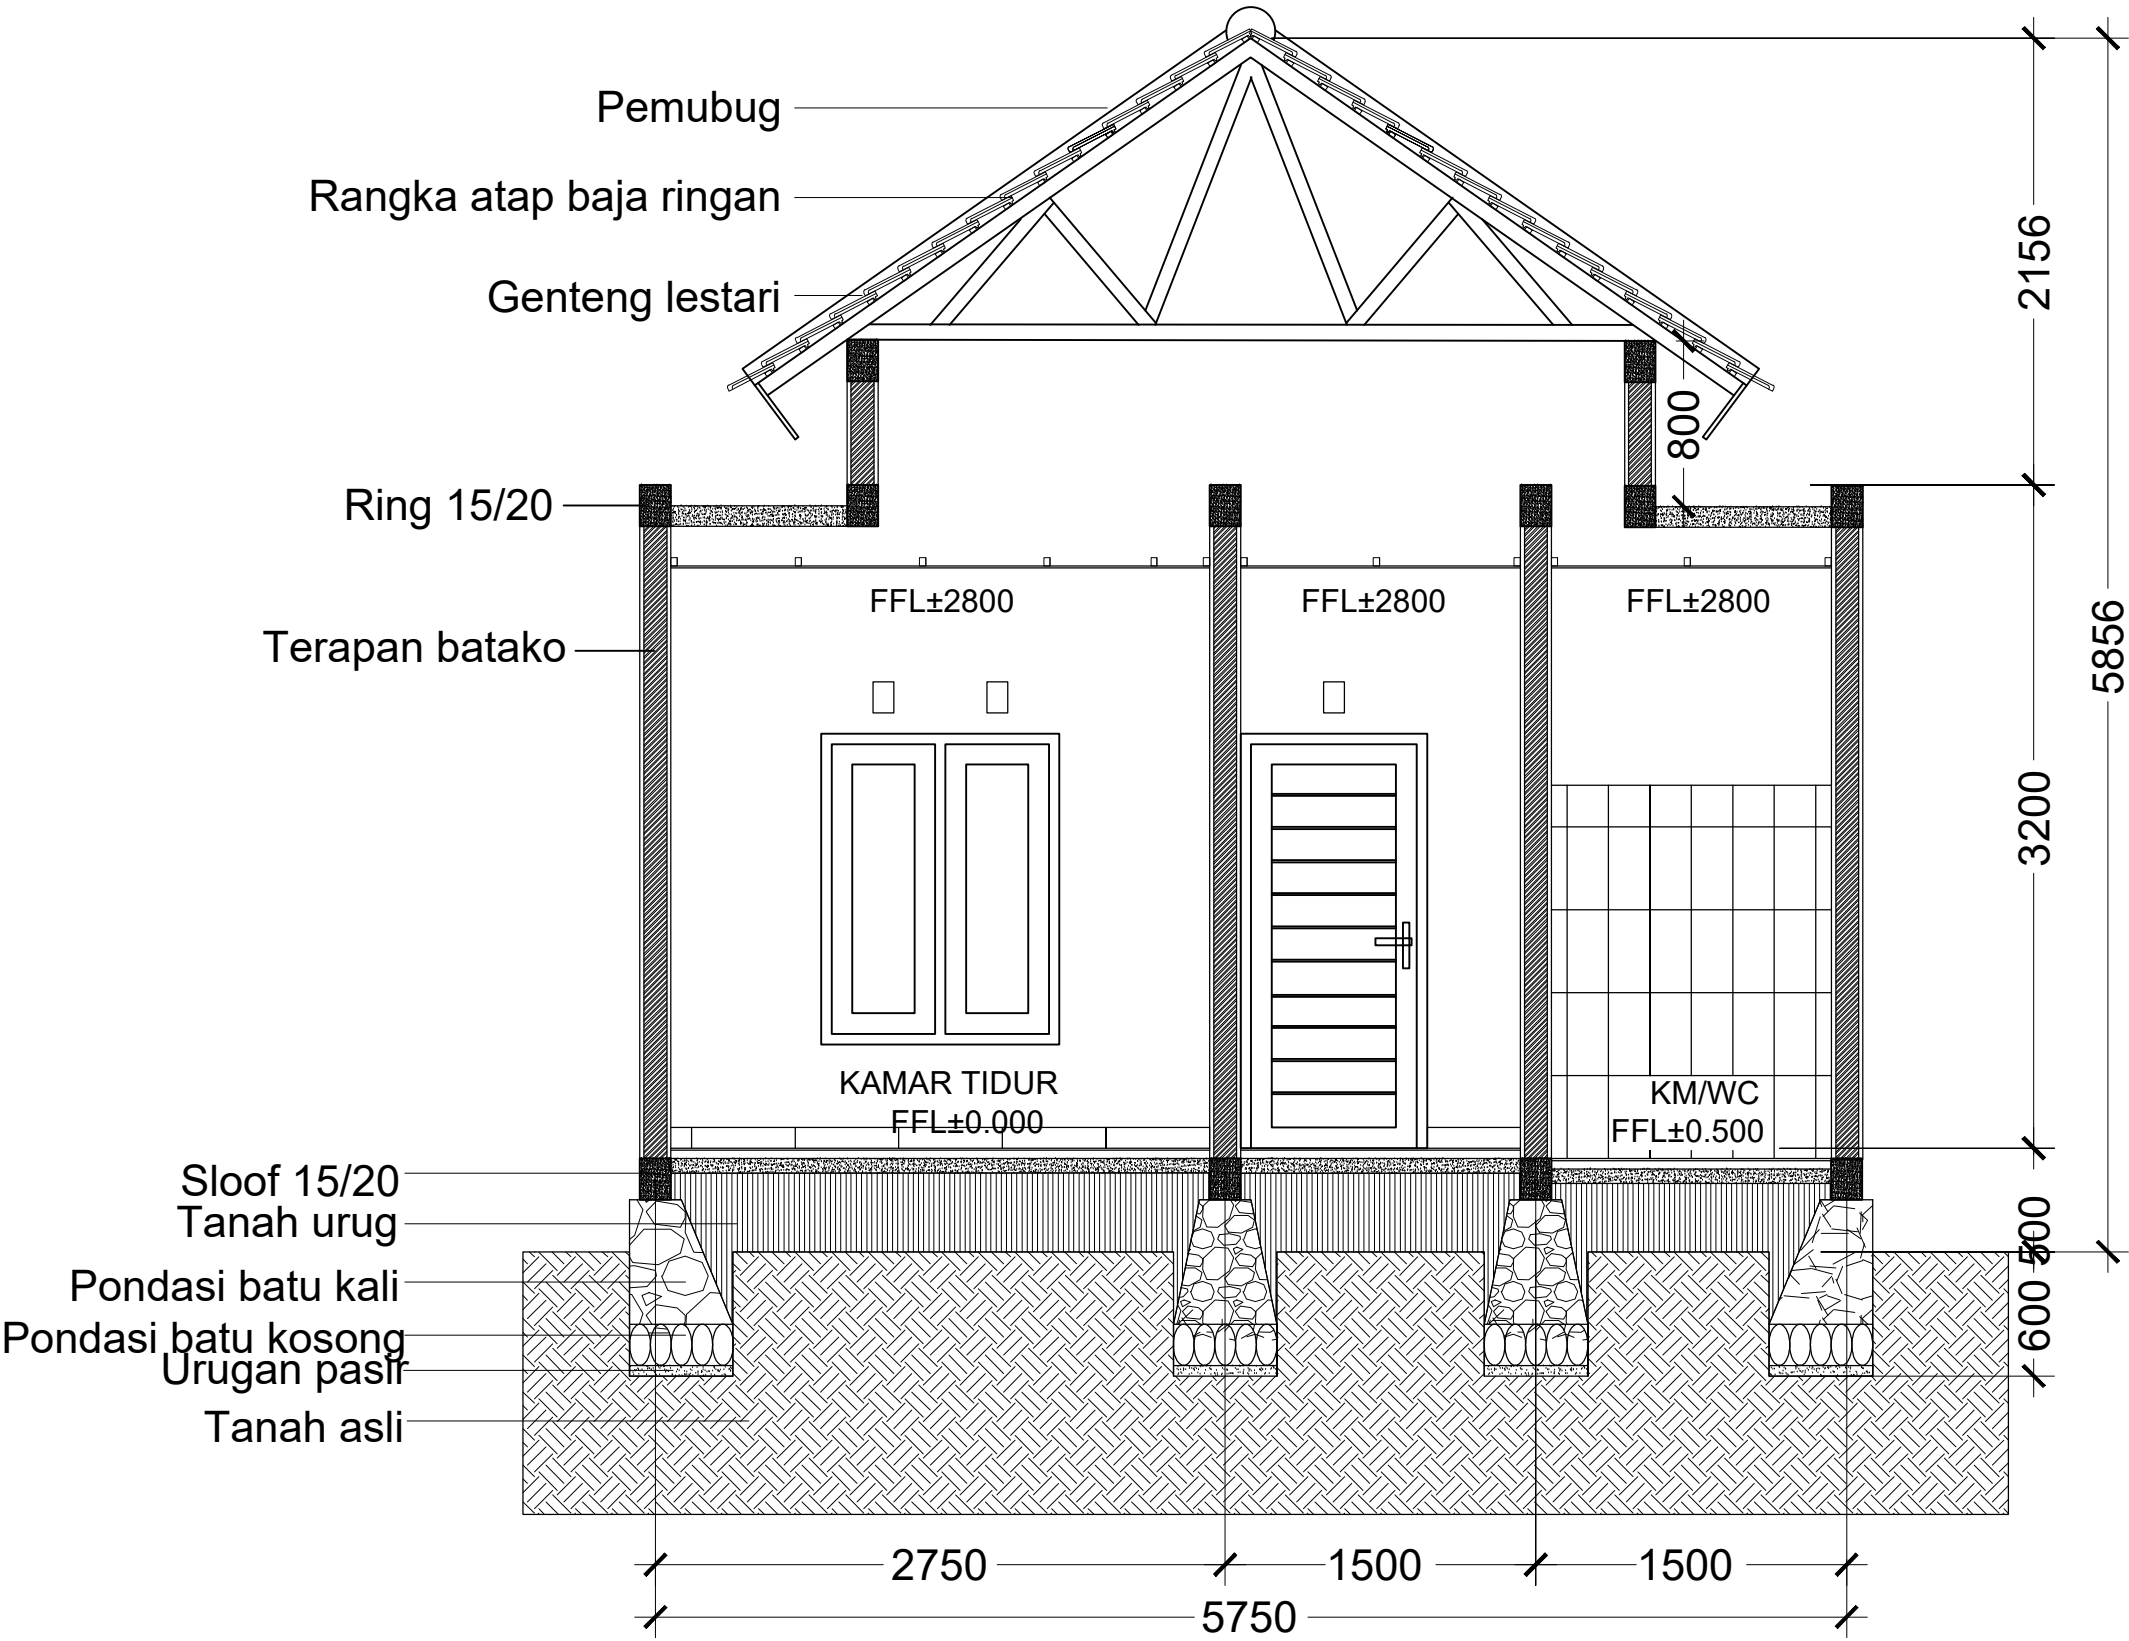 Pemubug
Rangka atap baja ringan
Genteng lestari
Ring 15/20
Terapan batako
Sloof 15/20
Tanah urug
Pondasi batu kali
Pondasi batu kosong
Urugan pasir
Tanah asli
FFL±2800
FFL±2800
FFL±2800
KAMAR TIDUR
FFL±0.000
KM/WC
FFL±0.500
800
2156
3200
500
600
5856
2750
1500
1500
5750